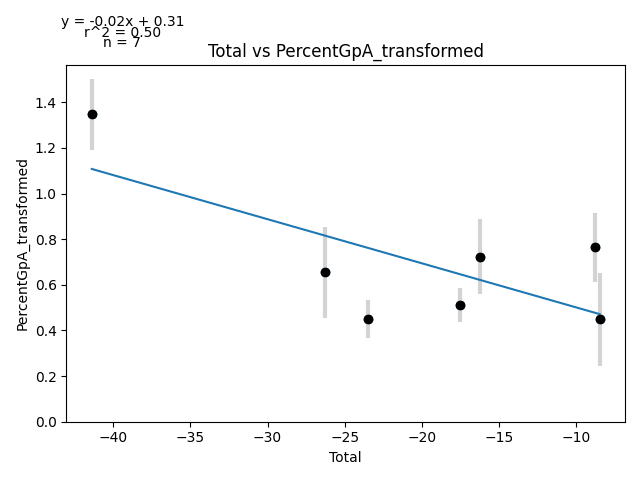 y = -0.02x + 0.31
r^2 = 0.50
n = 7
Total vs PercentGpA_transformed
PercentGpA_transformed
1.4
1.2
1.0
0.8
0.6
0.4
0.2
0.0
−40
−35
−30
−25
−20
−15
−10
Total